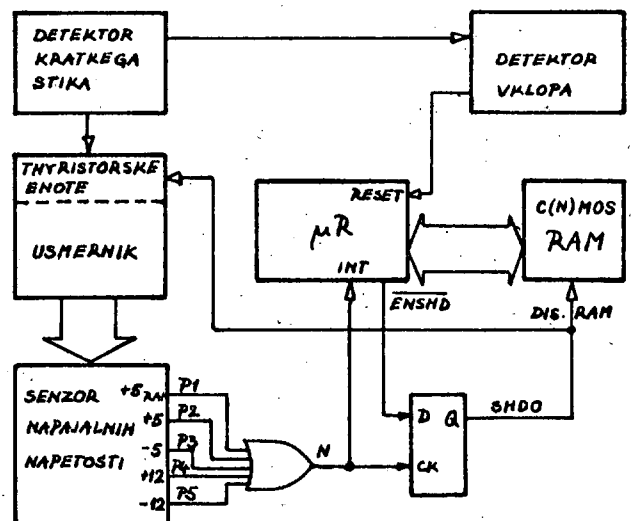 DETEKTOR
KRATKEGA
STIKA
DETEKTOR
VKLOPA
THYRISTORSKE
ENOTE
USMERNIK
RESET
μR
INT
C(N)MOS
RAM
ENSHD
DIS. RAM
SENZOR
NAPAJALNIH
NAPETOSTI
+5RAM P1
+5 P2
-5 P3
+12 P4
-12 P5
N
D Q
CK
SHDO